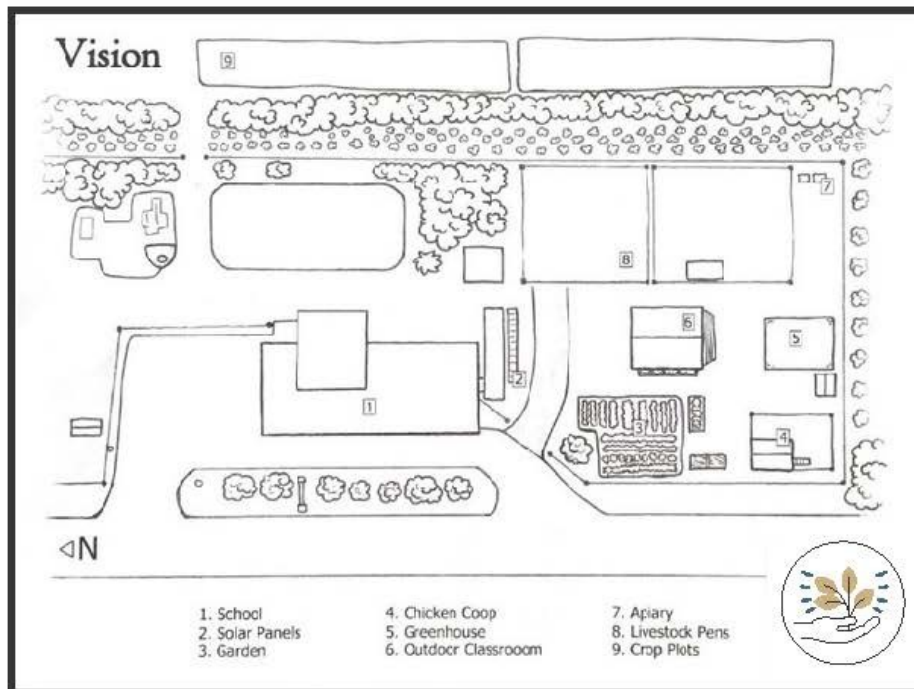 Vision
9
7
8
6
5
2
1
3
4
N
1. School
2. Solar Panels
3. Garden
4. Chicken Coop
5. Greenhouse
6. Outdoor Classrooom
7. Apiary
8. Livestock Pens
9. Crop Plots